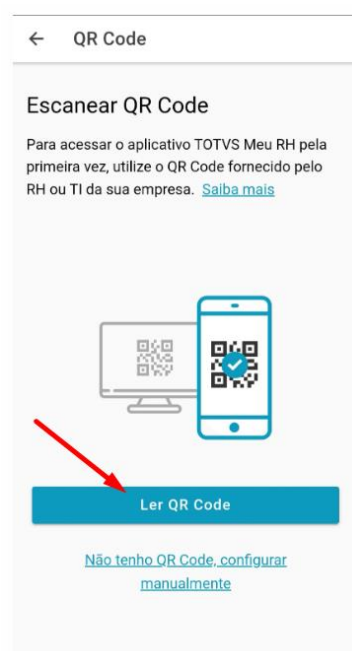 QR Code
Escanear QR Code
Para acessar o aplicativo TOTVS Meu RH pela
primeira vez, utilize o QR Code fornecido pelo
RH ou TI da sua empresa. Saiba mais
Ler QR Code
Não tenho QR Code, configurar
manualmente